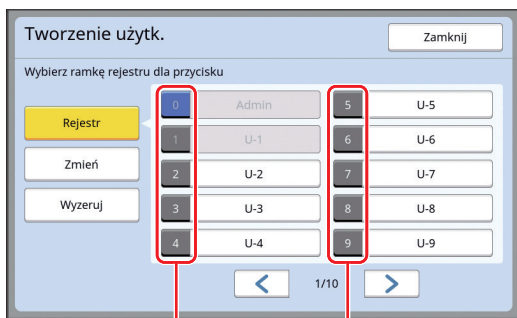 Tworzenie użytk.
Zamknij
Wybierz ramkę rejestru dla przycisku
Rejestr
Zmień
Wyzeruj
0 Admin
1 U-1
2 U-2
3 U-3
4 U-4
5 U-5
6 U-6
7 U-7
8 U-8
9 U-9
1/10